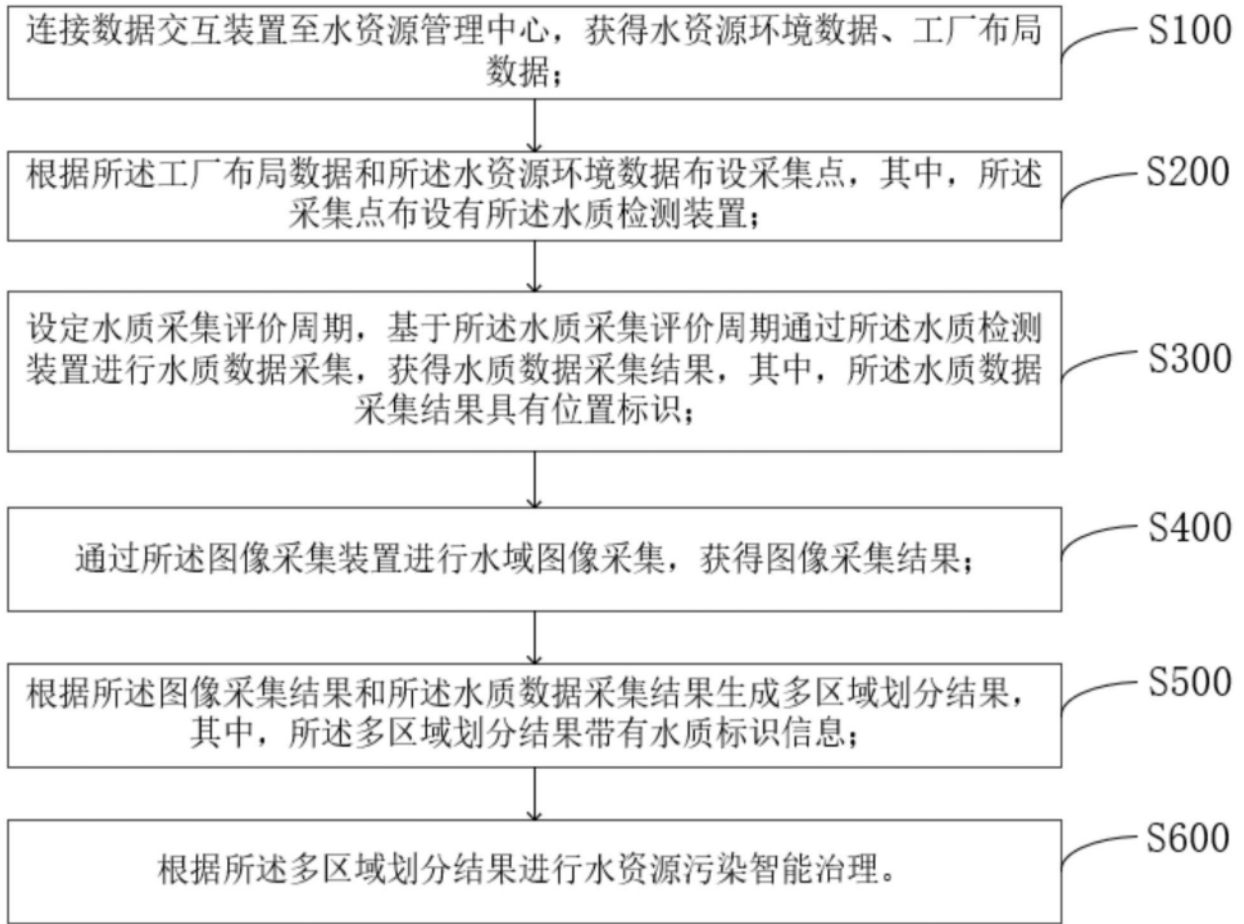 连接数据交互装置至水资源管理中心，获得水资源环境数据、工厂布局
数据；
S100
根据所述工厂布局数据和所述水资源环境数据布设采集点，其中，所述
采集点布设有所述水质检测装置；
S200
设定水质采集评价周期，基于所述水质采集评价周期通过所述水质检测
装置进行水质数据采集，获得水质数据采集结果，其中，所述水质数据
采集结果具有位置标识；
S300
通过所述图像采集装置进行水域图像采集，获得图像采集结果；
S400
根据所述图像采集结果和所述水质数据采集结果生成多区域划分结果，
其中，所述多区域划分结果带有水质标识信息；
S500
根据所述多区域划分结果进行水资源污染智能治理。
S600